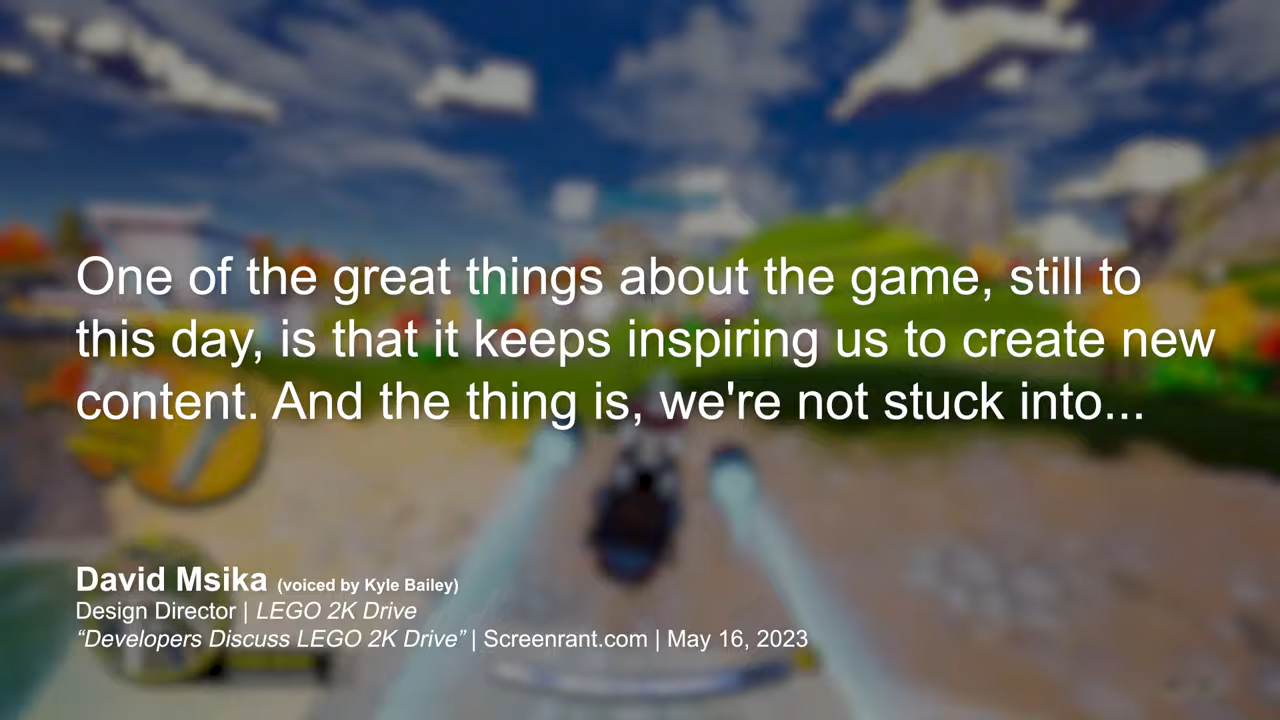 One of the great things about the game, still to
this day, is that it keeps inspiring us to create new
content. And the thing is, we're not stuck into...
David Msika (voiced by Kyle Bailey)
Design Director | LEGO 2K Drive
“Developers Discuss LEGO 2K Drive” | Screenrant.com | May 16, 2023